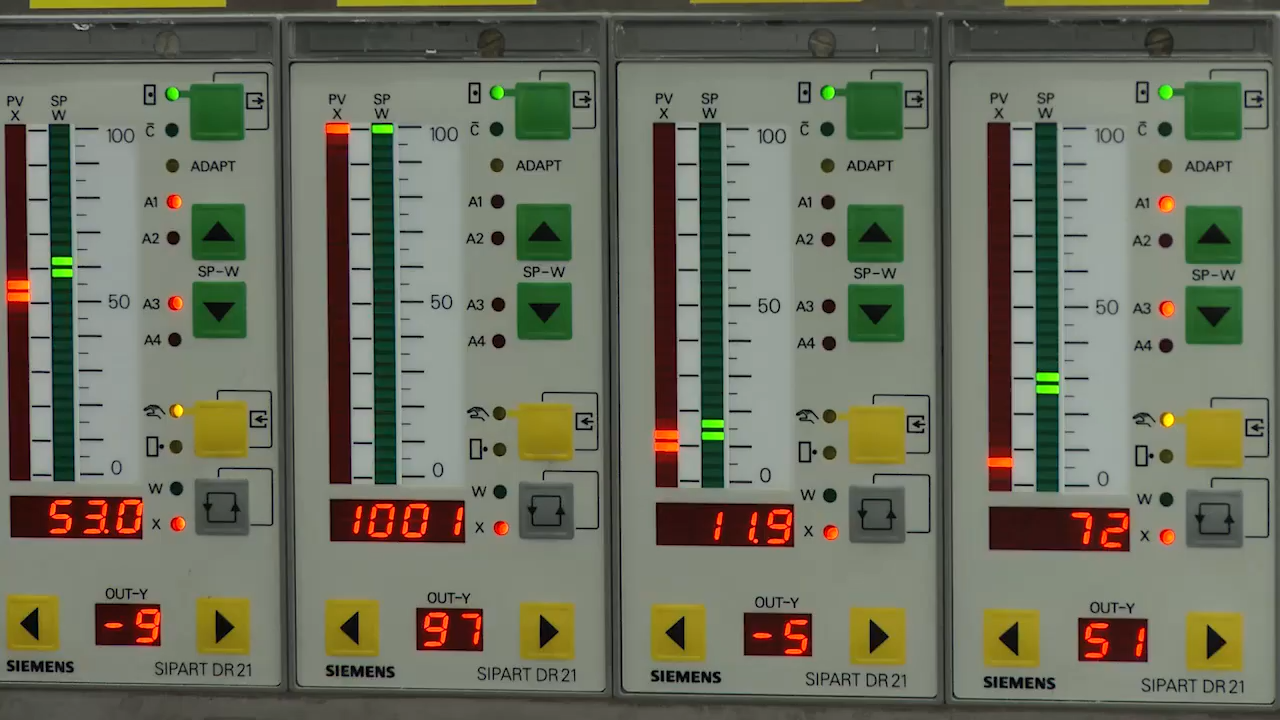 PV SP
X W
C̄
100
ADAPT
A1
A2
SP-W
50
A3
A4
0
W
53.0
X
OUT-Y
-9
SIEMENS
SIPART DR21
PV SP
X W
C̄
100
ADAPT
A1
A2
SP-W
50
A3
A4
0
W
1001
X
OUT-Y
97
SIEMENS
SIPART DR21
PV SP
X W
C̄
100
ADAPT
A1
A2
SP-W
50
A3
A4
0
W
11.9
X
OUT-Y
-5
SIEMENS
SIPART DR21
PV SP
X W
C̄
100
ADAPT
A1
A2
SP-W
50
A3
A4
0
W
72
X
OUT-Y
51
SIEMENS
SIPART DR21